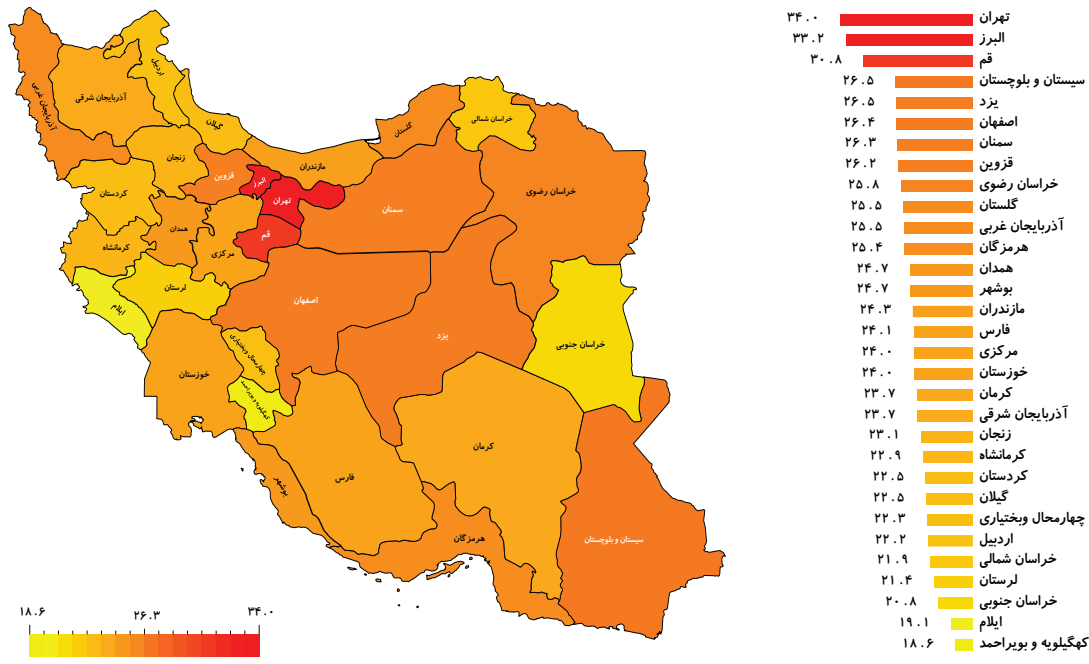 آذربایجان غربی
آذربایجان شرقی
اردبیل
گیلان
زنجان
کردستان
قزوین
البرز
تهران
مازندران
گلستان
خراسان شمالی
خراسان رضوی
سمنان
قم
همدان
مرکزی
کرمانشاه
لرستان
ایلام
اصفهان
یزد
خراسان جنوبی
چهارمحال وبختیاری
خوزستان
کهگیلویه و بویراحمد
کرمان
فارس
بوشهر
هرمزگان
سیستان و بلوچستان
۱۸.۶
۲۶.۳
۳۴.۰
تهران ۳۴.۰
البرز ۳۳.۲
قم ۳۰.۸
سیستان و بلوچستان ۲۶.۵
یزد ۲۶.۵
اصفهان ۲۶.۴
سمنان ۲۶.۳
قزوین ۲۶.۲
خراسان رضوی ۲۵.۸
گلستان ۲۵.۵
آذربایجان غربی ۲۵.۵
هرمزگان ۲۵.۴
همدان ۲۴.۷
بوشهر ۲۴.۷
مازندران ۲۴.۳
فارس ۲۴.۱
مرکزی ۲۴.۰
خوزستان ۲۴.۰
کرمان ۲۳.۷
آذربایجان شرقی ۲۳.۷
زنجان ۲۳.۱
کرمانشاه ۲۲.۹
کردستان ۲۲.۵
گیلان ۲۲.۵
چهارمحال وبختیاری ۲۲.۳
اردبیل ۲۲.۲
خراسان شمالی ۲۱.۹
لرستان ۲۱.۴
خراسان جنوبی ۲۰.۸
ایلام ۱۹.۱
کهگیلویه و بویراحمد ۱۸.۶